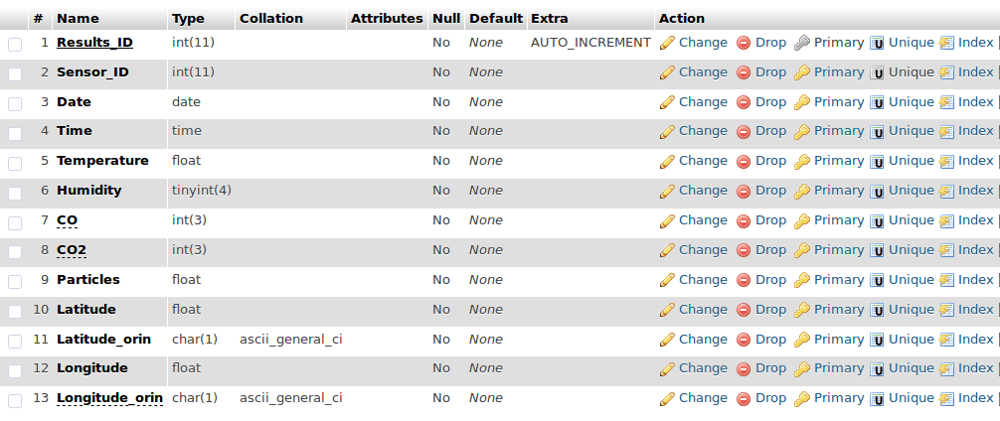 # Name Type Collation Attributes Null Default Extra Action
1 Results_ID int(11) No None AUTO_INCREMENT Change Drop Primary Unique Index
2 Sensor_ID int(11) No None Change Drop Primary Unique Index
3 Date date No None Change Drop Primary Unique Index
4 Time time No None Change Drop Primary Unique Index
5 Temperature float No None Change Drop Primary Unique Index
6 Humidity tinyint(4) No None Change Drop Primary Unique Index
7 CO int(3) No None Change Drop Primary Unique Index
8 CO2 int(3) No None Change Drop Primary Unique Index
9 Particles float No None Change Drop Primary Unique Index
10 Latitude float No None Change Drop Primary Unique Index
11 Latitude_orin char(1) ascii_general_ci No None Change Drop Primary Unique Index
12 Longitude float No None Change Drop Primary Unique Index
13 Longitude_orin char(1) ascii_general_ci No None Change Drop Primary Unique Index